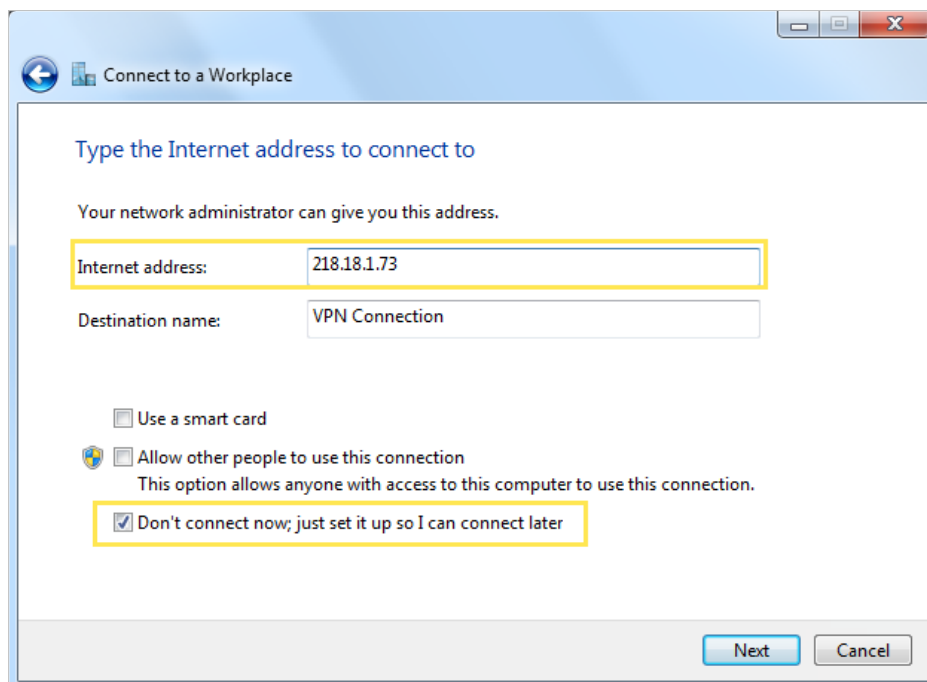 Connect to a Workplace
Type the Internet address to connect to
Your network administrator can give you this address.
Internet address: 218.18.1.73
Destination name: VPN Connection
Use a smart card
Allow other people to use this connection
This option allows anyone with access to this computer to use this connection.
Don't connect now; just set it up so I can connect later
Next Cancel